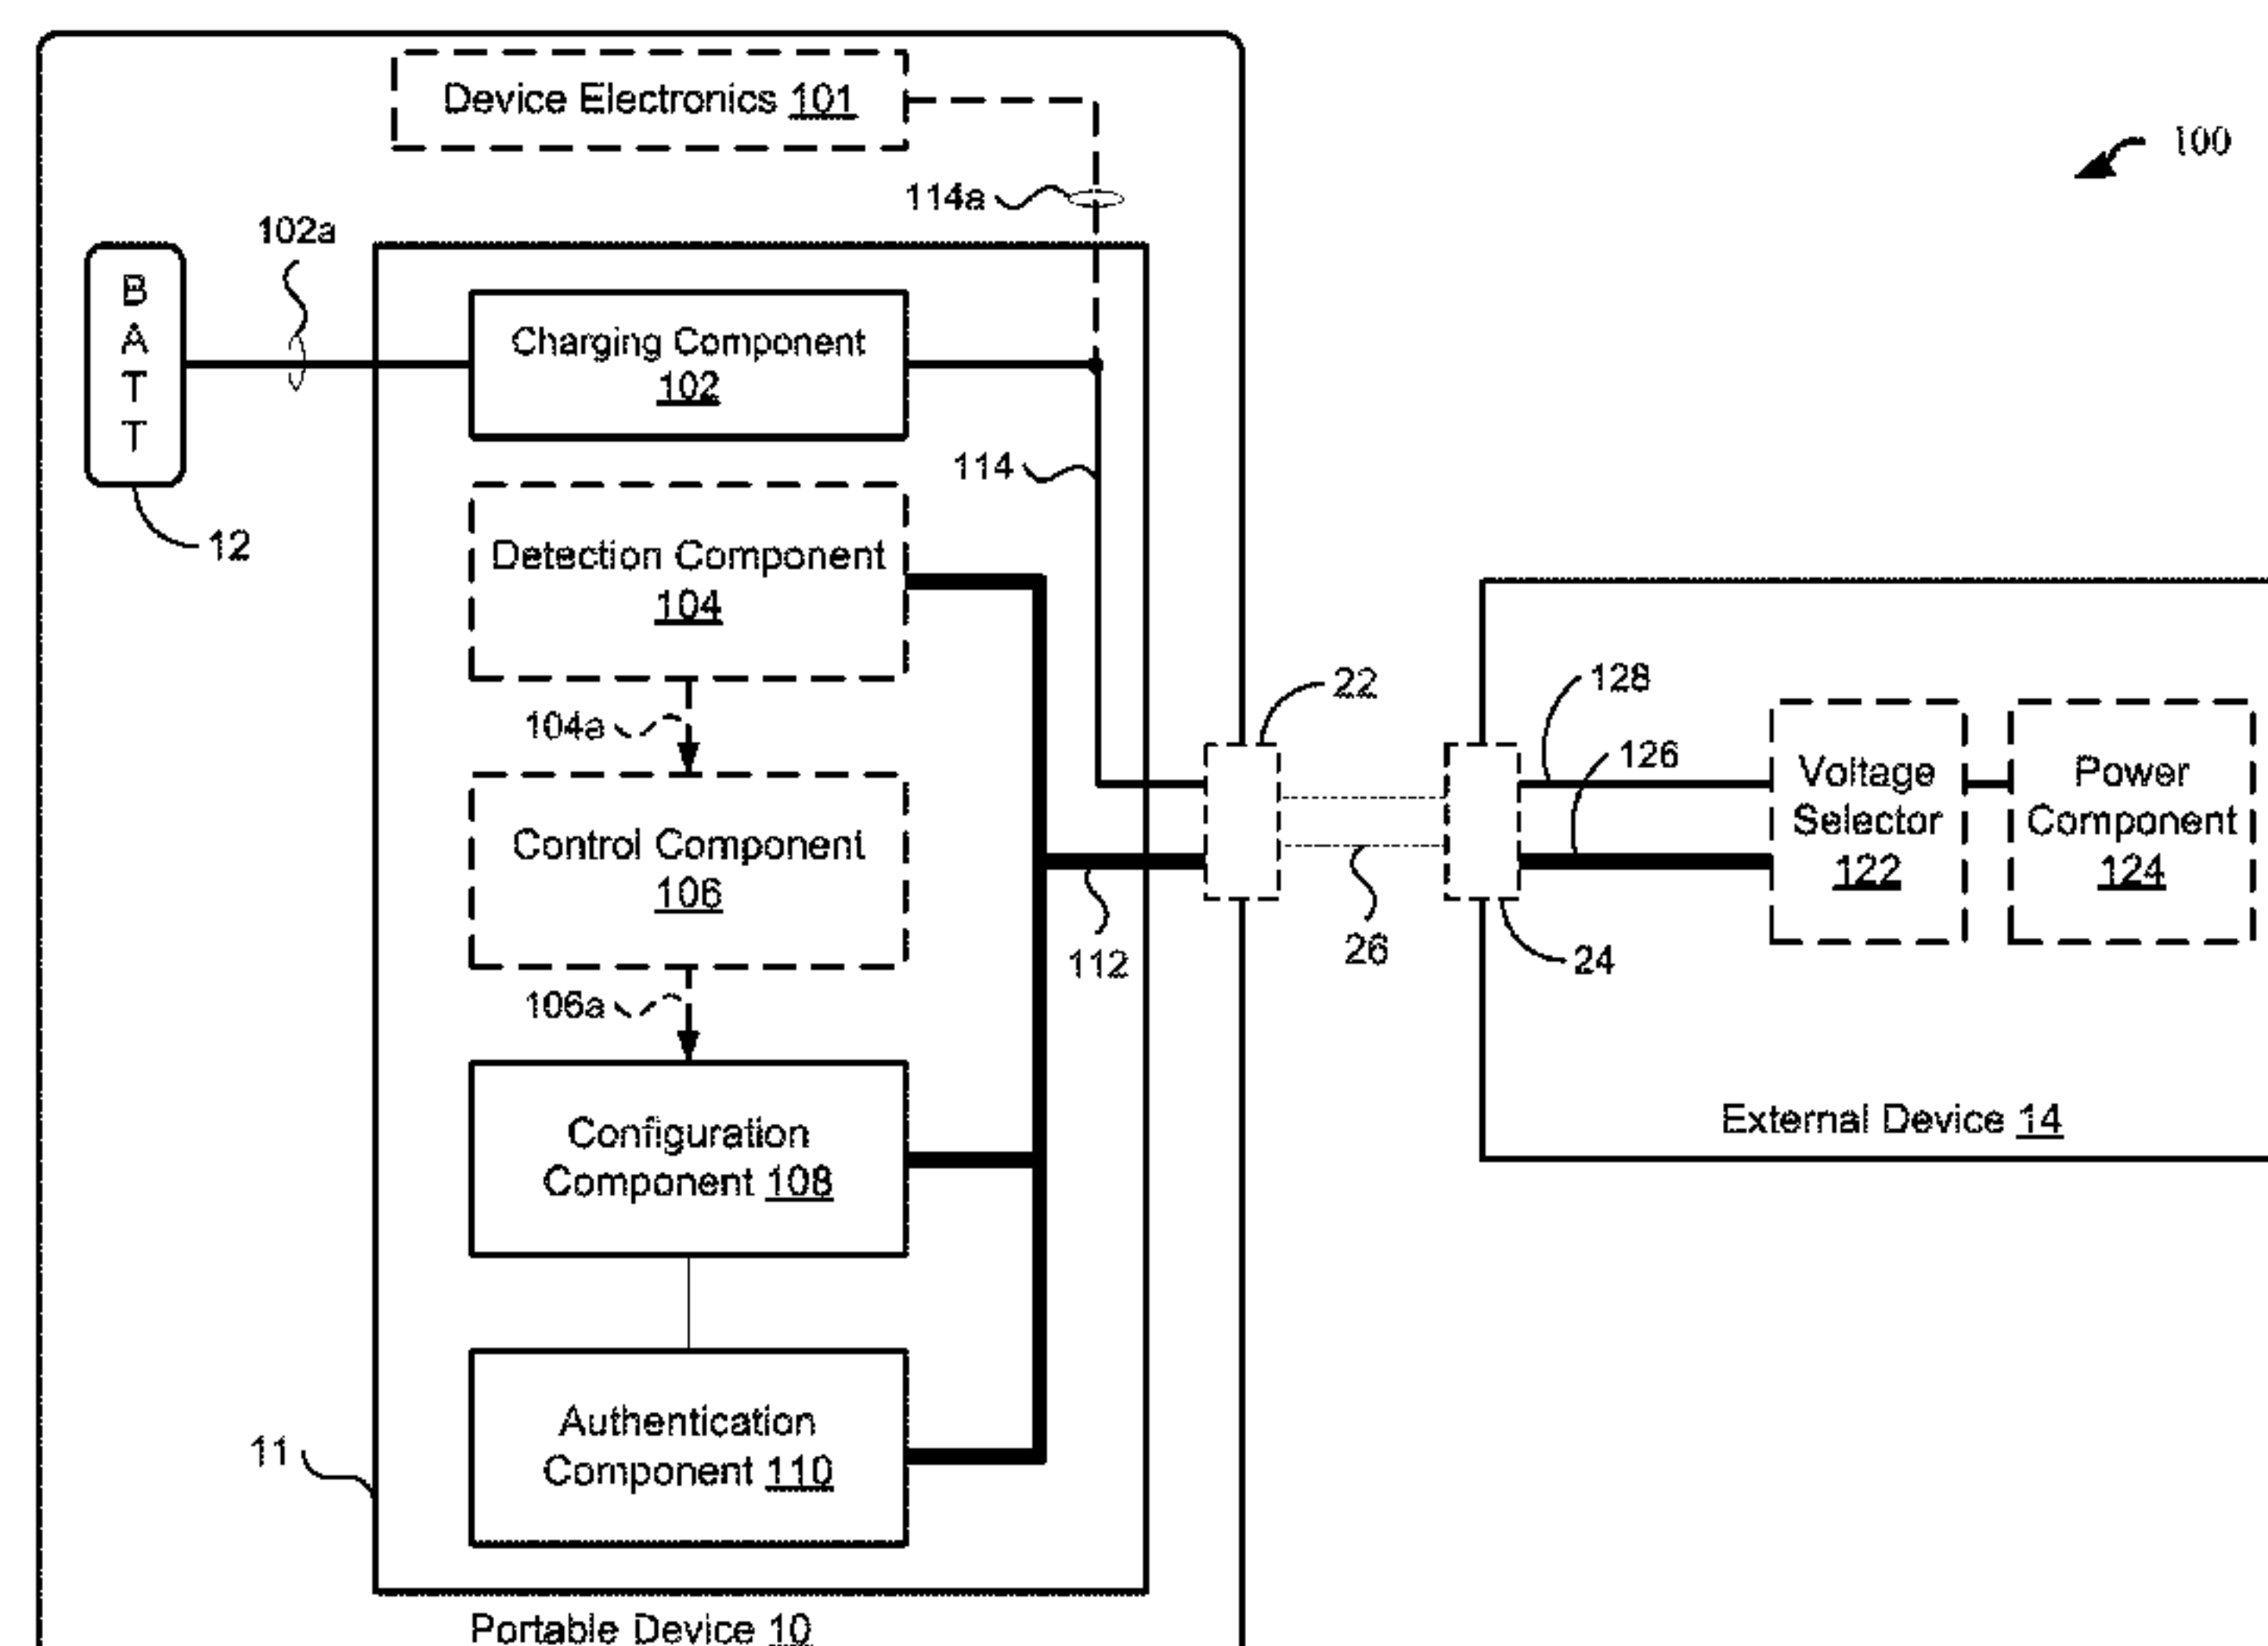 Device Electronics 101
100
114a
102a
B
A
T
T
Charging Component
102
114
12
Detection Component
104
22
128
104a
126
Voltage
Selector
122
Power
Component
124
Control Component
106
112
26
24
106a
Configuration
Component 108
External Device 14
Authentication
Component 110
11
Portable Device 10